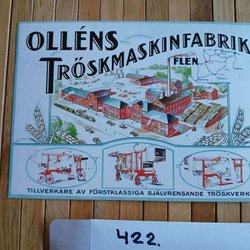 OLLÉNS
TRÖSKMASKINFABRIK
FLEN
TILLVERKARE AV FÖRSTKLASSIGA SJÄLVRENSANDE TRÖSKVERK
422.